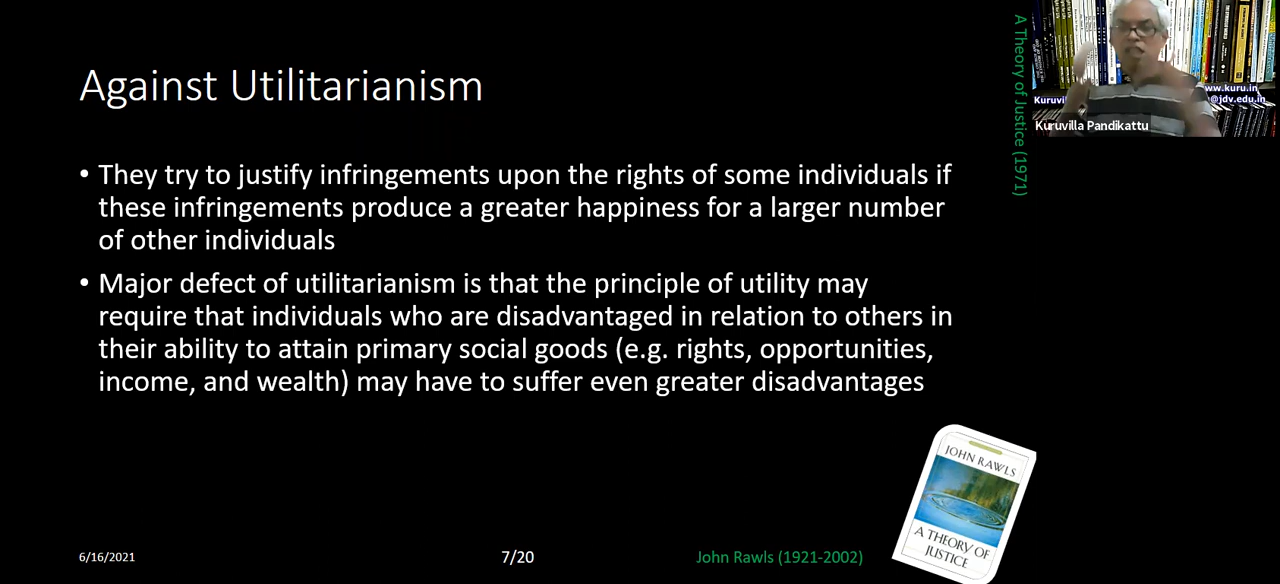 Against Utilitarianism
• They try to justify infringements upon the rights of some individuals if
these infringements produce a greater happiness for a larger number
of other individuals
• Major defect of utilitarianism is that the principle of utility may
require that individuals who are disadvantaged in relation to others in
their ability to attain primary social goods (e.g. rights, opportunities,
income, and wealth) may have to suffer even greater disadvantages
6/16/2021
7/20
John Rawls (1921-2002)
JOHN RAWLS
A THEORY OF
JUSTICE
A Theory of Justice (1971)
www.kuru.in
@jdv.edu.in
Kuruvilla Pandikattu